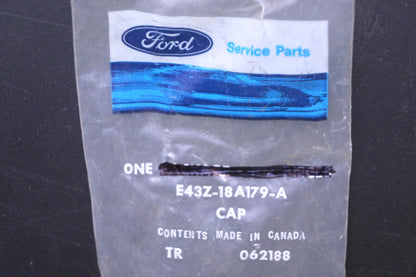 Ford
Service Parts
ONE
E43Z-18A179-A
CAP
CONTENTS MADE IN CANADA
TR 062188